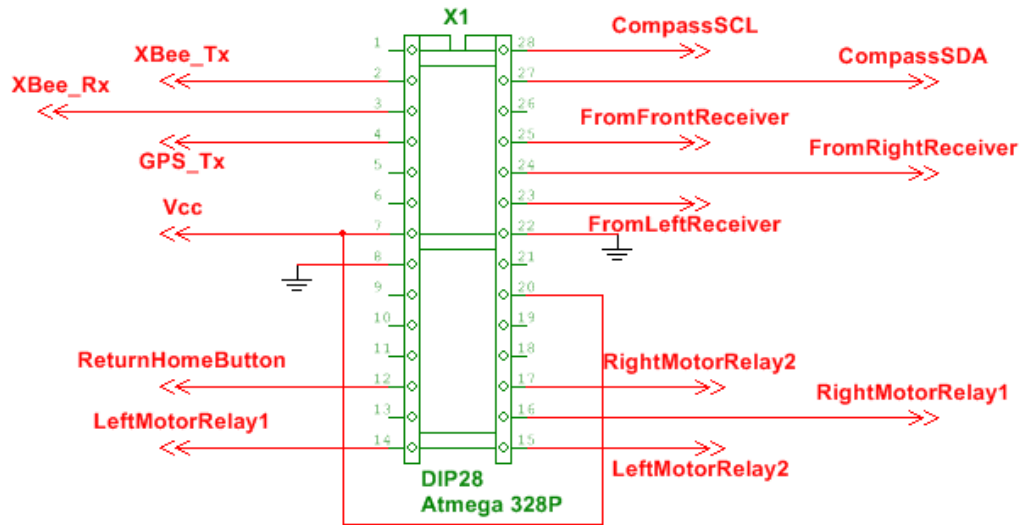 X1
CompassSCL
XBee_Tx
CompassSDA
XBee_Rx
FromFrontReceiver
FromRightReceiver
GPS_Tx
Vcc
FromLeftReceiver
ReturnHomeButton
RightMotorRelay2
RightMotorRelay1
LeftMotorRelay1
LeftMotorRelay2
DIP28
Atmega 328P
1 28
2 27
3 26
4 25
5 24
6 23
7 22
8 21
9 20
10 19
11 18
12 17
13 16
14 15